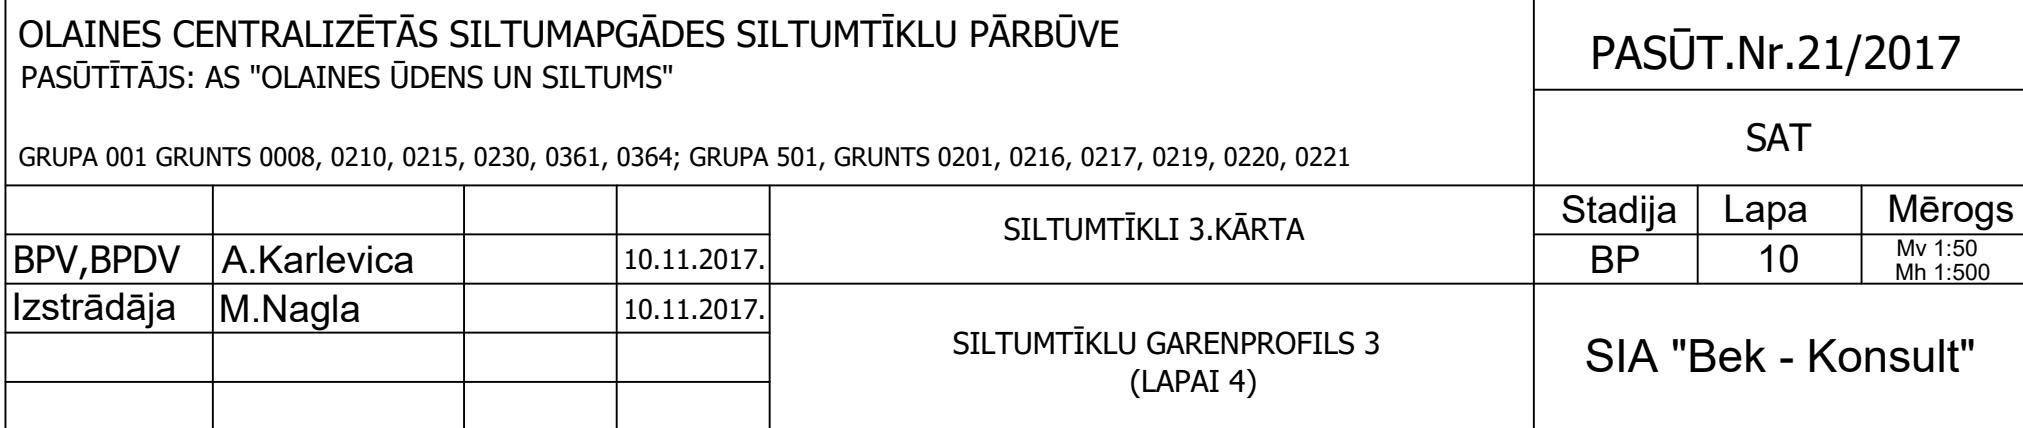 OLAINES CENTRALIZĒTĀS SILTUMAPGĀDES SILTUMTĪKLU PĀRBŪVE
PASŪTĪTĀJS: AS "OLAINES ŪDENS UN SILTUMS"
GRUPA 001 GRUNTS 0008, 0210, 0215, 0230, 0361, 0364; GRUPA 501, GRUNTS 0201, 0216, 0217, 0219, 0220, 0221
PASŪT.Nr.21/2017
SAT
SILTUMTĪKLI 3.KĀRTA
Stadija Lapa Mērogs
BPV,BPDV A.Karlevica 10.11.2017.
BP 10 Mv 1:50
Mh 1:500
Izstrādāja M.Nagla 10.11.2017.
SILTUMTĪKLU GARENPROFILS 3
(LAPAI 4)
SIA "Bek - Konsult"